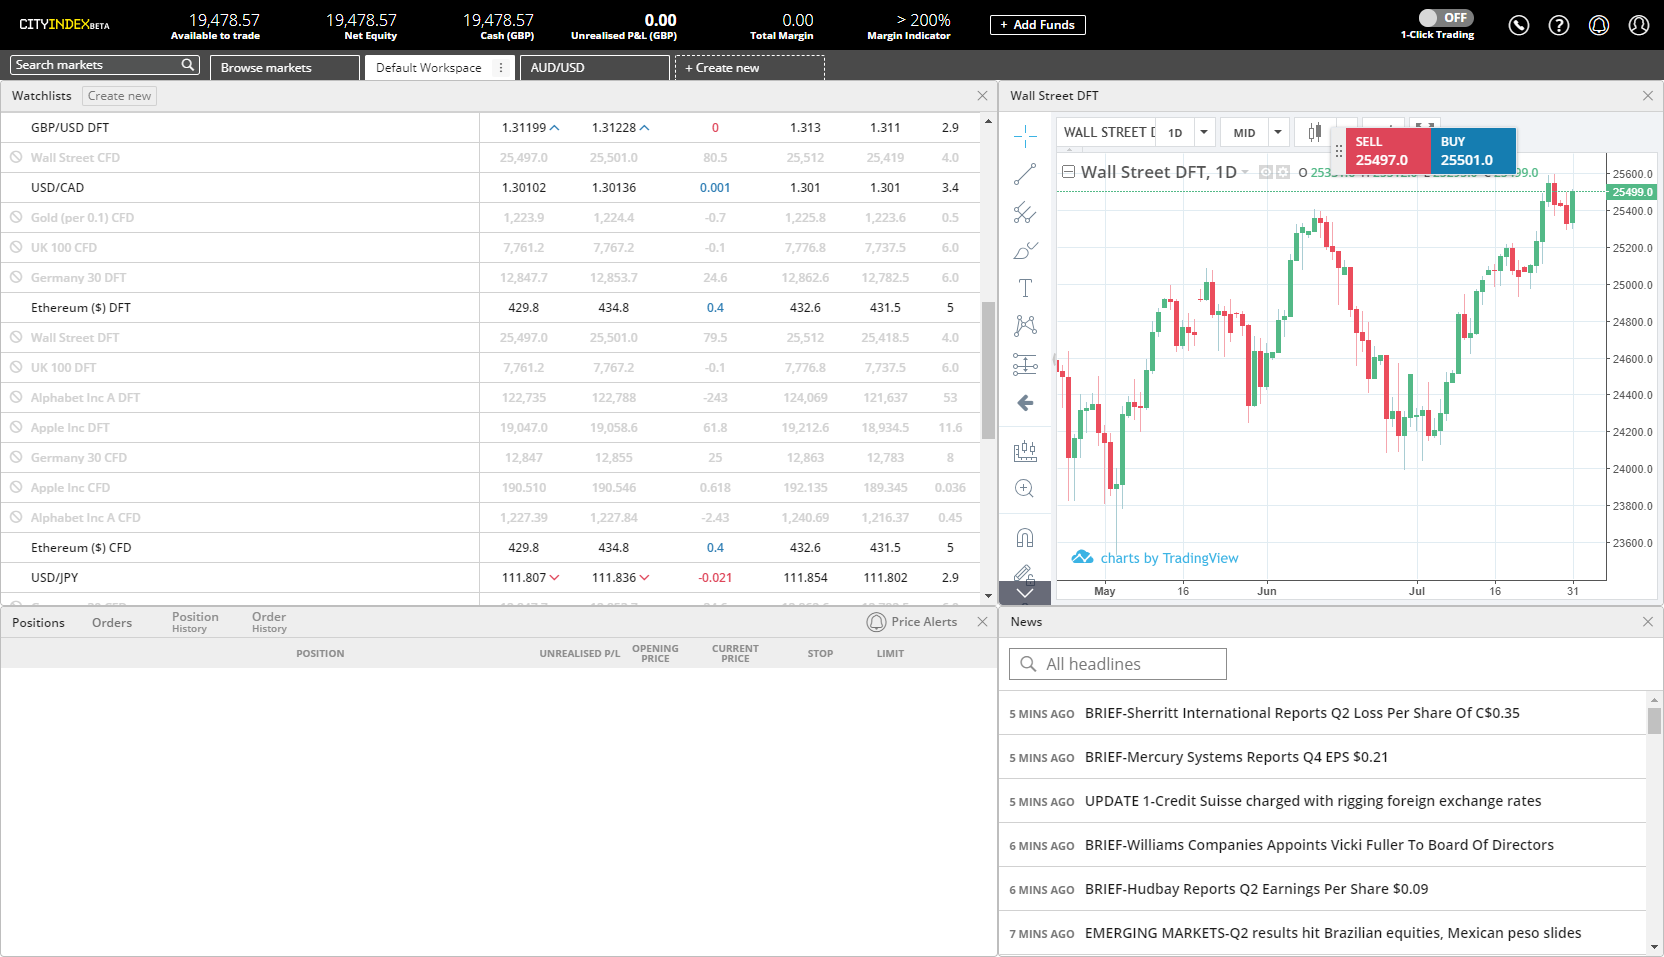 CITYINDEX BETA
19,478.57
Available to trade
19,478.57
Net Equity
19,478.57
Cash (GBP)
0.00
Unrealised P&L (GBP)
0.00
Total Margin
> 200%
Margin Indicator
+ Add Funds
OFF
1-Click Trading
Search markets
Browse markets
Default Workspace
AUD/USD
+ Create new
Watchlists Create new
GBP/USD DFT 1.31199 1.31228 0 1.313 1.311 2.9
Wall Street CFD 25,497.0 25,501.0 80.5 25,512 25,419 4.0
USD/CAD 1.30102 1.30136 0.001 1.301 1.301 3.4
Gold (per 0.1) CFD 1,223.9 1,224.4 -0.7 1,225.8 1,223.6 0.5
UK 100 CFD 7,761.2 7,767.2 -0.1 7,776.8 7,737.5 6.0
Germany 30 DFT 12,847.7 12,853.7 24.6 12,862.6 12,782.5 6.0
Ethereum ($) DFT 429.8 434.8 0.4 432.6 431.5 5
Wall Street DFT 25,497.0 25,501.0 79.5 25,512 25,418.5 4.0
UK 100 DFT 7,761.2 7,767.2 -0.1 7,776.8 7,737.5 6.0
Alphabet Inc A DFT 122,735 122,788 -243 124,069 121,637 53
Apple Inc DFT 19,047.0 19,058.6 61.8 19,212.6 18,934.5 11.6
Germany 30 CFD 12,847 12,855 25 12,863 12,783 8
Apple Inc CFD 190.510 190.546 0.618 192.135 189.345 0.036
Alphabet Inc A CFD 1,227.39 1,227.84 -2.43 1,240.69 1,216.37 0.45
Ethereum ($) CFD 429.8 434.8 0.4 432.6 431.5 5
USD/JPY 111.807 111.836 -0.021 111.854 111.802 2.9
Wall Street DFT
WALL STREET 1D MID
SELL
25497.0
BUY
25501.0
Wall Street DFT, 1D O
25600.0
25499.0
25400.0
25200.0
25000.0
24800.0
24600.0
24400.0
24200.0
24000.0
23800.0
23600.0
charts by TradingView
May 16 Jun Jul 16 31
Positions Orders Position History Order History Price Alerts
POSITION UNREALISED P/L OPENING PRICE CURRENT PRICE STOP LIMIT
News
All headlines
5 MINS AGO BRIEF-Sherritt International Reports Q2 Loss Per Share Of C$0.35
5 MINS AGO BRIEF-Mercury Systems Reports Q4 EPS $0.21
5 MINS AGO UPDATE 1-Credit Suisse charged with rigging foreign exchange rates
6 MINS AGO BRIEF-Williams Companies Appoints Vicki Fuller To Board Of Directors
6 MINS AGO BRIEF-Hudbay Reports Q2 Earnings Per Share $0.09
7 MINS AGO EMERGING MARKETS-Q2 results hit Brazilian equities, Mexican peso slides